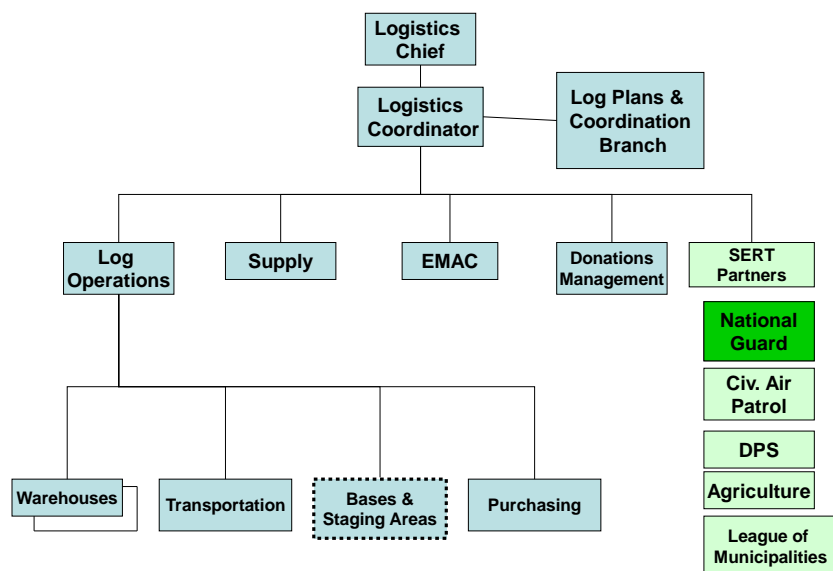 Logistics
Chief
Logistics
Coordinator
Log Plans &
Coordination
Branch
Log
Operations
Supply
EMAC
Donations
Management
SERT
Partners
National
Guard
Civ. Air
Patrol
DPS
Agriculture
League of
Municipalities
Warehouses
Transportation
Bases &
Staging Areas
Purchasing